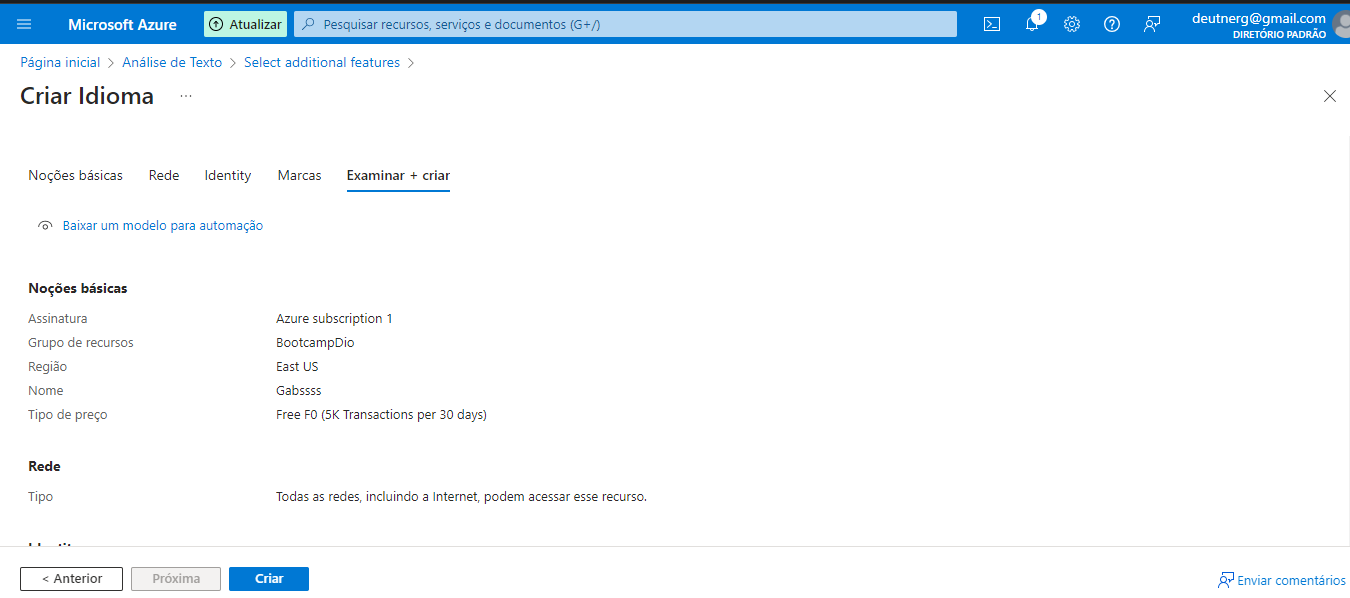 Microsoft Azure
Atualizar
Pesquisar recursos, serviços e documentos (G+/)
1
deutnerg@gmail.com
DIRETÓRIO PADRÃO
Página inicial > Análise de Texto > Select additional features >
Criar Idioma ...
Noções básicas Rede Identity Marcas Examinar + criar
Baixar um modelo para automação
Noções básicas
Assinatura Azure subscription 1
Grupo de recursos BootcampDio
Região East US
Nome Gabssss
Tipo de preço Free F0 (5K Transactions per 30 days)
Rede
Tipo Todas as redes, incluindo a Internet, podem acessar esse recurso.
Identity
< Anterior Próxima Criar
Enviar comentários